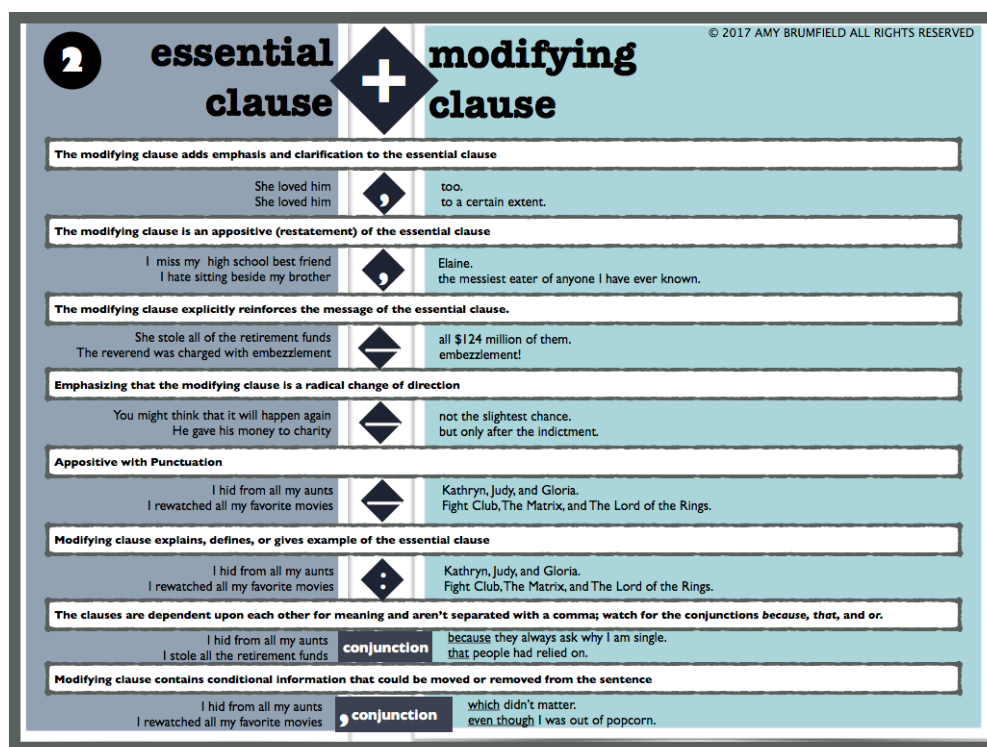 © 2017 AMY BRUMFIELD ALL RIGHTS RESERVED
2
essential + modifying
clause clause
The modifying clause adds emphasis and clarification to the essential clause
She loved him , too.
She loved him to a certain extent.
The modifying clause is an appositive (restatement) of the essential clause
I miss my high school best friend , Elaine.
I hate sitting beside my brother the messiest eater of anyone I have ever known.
The modifying clause explicitly reinforces the message of the essential clause.
She stole all of the retirement funds — all $124 million of them.
The reverend was charged with embezzlement embezzlement!
Emphasizing that the modifying clause is a radical change of direction
You might think that it will happen again — not the slightest chance.
He gave his money to charity but only after the indictment.
Appositive with Punctuation
I hid from all my aunts — Kathryn, Judy, and Gloria.
I rewatched all my favorite movies Fight Club, The Matrix, and The Lord of the Rings.
Modifying clause explains, defines, or gives example of the essential clause
I hid from all my aunts : Kathryn, Judy, and Gloria.
I rewatched all my favorite movies Fight Club, The Matrix, and The Lord of the Rings.
The clauses are dependent upon each other for meaning and aren't separated with a comma; watch for the conjunctions because, that, and or.
I hid from all my aunts conjunction because they always ask why I am single.
I stole all the retirement funds that people had relied on.
Modifying clause contains conditional information that could be moved or removed from the sentence
I hid from all my aunts , conjunction which didn't matter.
I rewatched all my favorite movies even though I was out of popcorn.